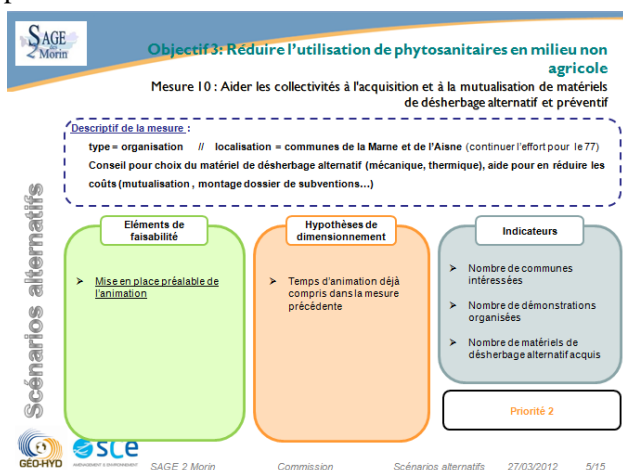 SAGE
des
2 Morin
Objectif 3: Réduire l'utilisation de phytosanitaires en milieu non
agricole
Mesure 10 : Aider les collectivités à l'acquisition et à la mutualisation de matériels
de désherbage alternatif et préventif
Descriptif de la mesure :
type = organisation // localisation = communes de la Marne et de l'Aisne (continuer l'effort pour le 77)
Conseil pour choix du matériel de désherbage alternatif (mécanique, thermique), aide pour en réduire les
coûts (mutualisation , montage dossier de subventions...)
Scénarios alternatifs
Eléments de
faisabilité
➢ Mise en place préalable de
l'animation
Hypothèses de
dimensionnement
➢ Temps d'animation déjà
compris dans la mesure
précédente
Indicateurs
➢ Nombre de communes
intéressées
➢ Nombre de démonstrations
organisées
➢ Nombre de matériels de
désherbage alternatif acquis
Priorité 2
GÉO-HYD
sce
AMÉNAGEMENT & ENVIRONNEMENT
SAGE 2 Morin Commission Scénarios alternatifs 27/03/2012 5/15